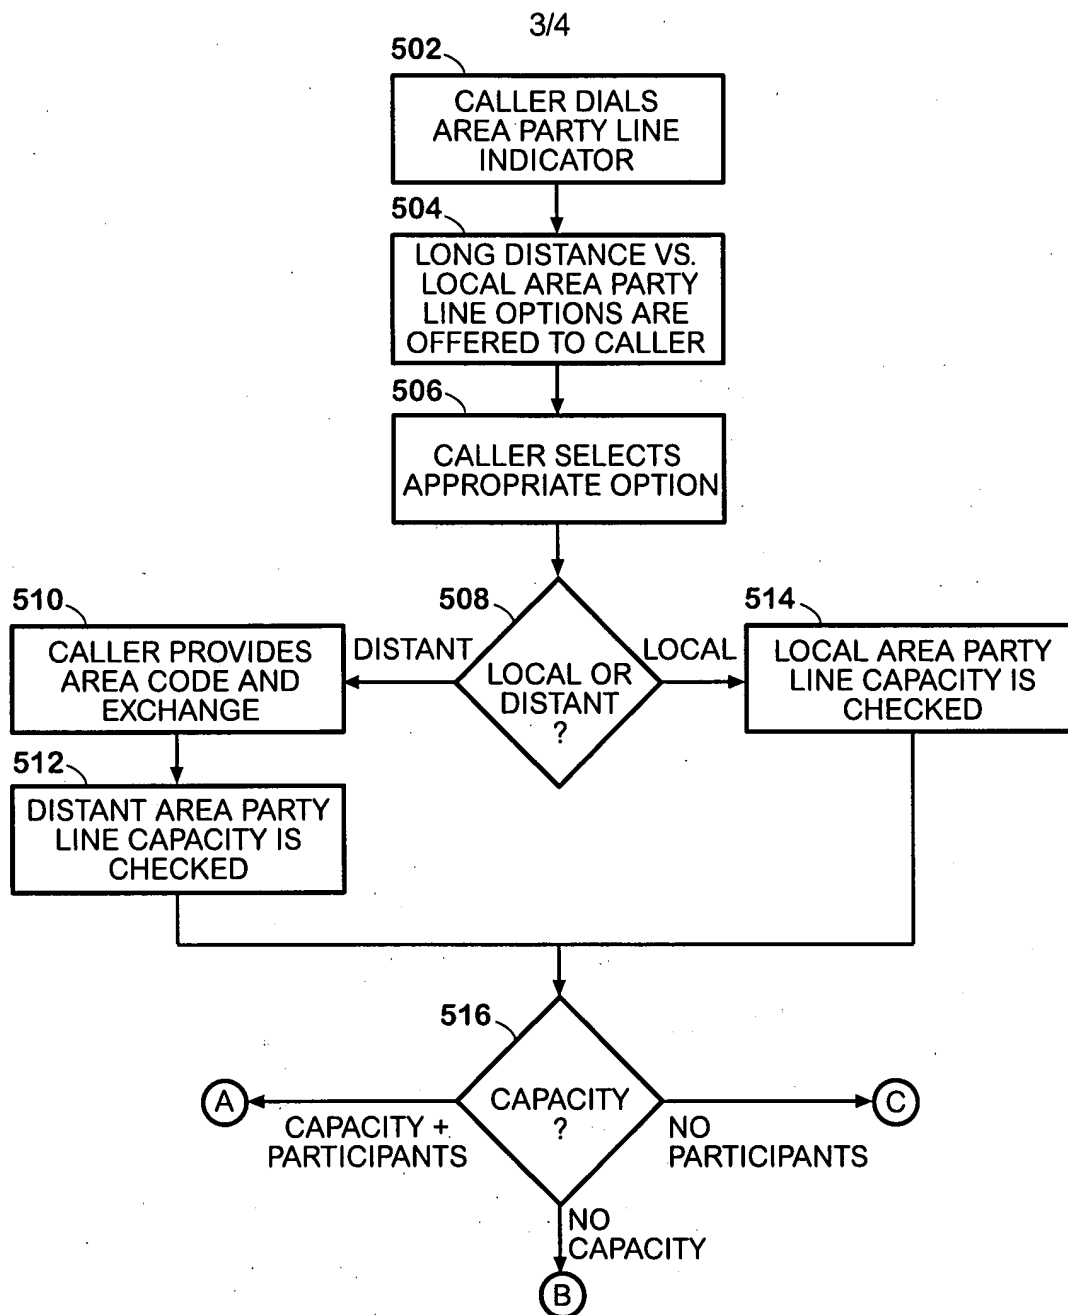 3/4
502
CALLER DIALS
AREA PARTY LINE
INDICATOR
504
LONG DISTANCE VS.
LOCAL AREA PARTY
LINE OPTIONS ARE
OFFERED TO CALLER
506
CALLER SELECTS
APPROPRIATE OPTION
508
LOCAL OR
DISTANT
?
DISTANT
LOCAL
510
CALLER PROVIDES
AREA CODE AND
EXCHANGE
512
DISTANT AREA PARTY
LINE CAPACITY IS
CHECKED
514
LOCAL AREA PARTY
LINE CAPACITY IS
CHECKED
516
CAPACITY
?
A
CAPACITY +
PARTICIPANTS
C
NO
PARTICIPANTS
NO
CAPACITY
B